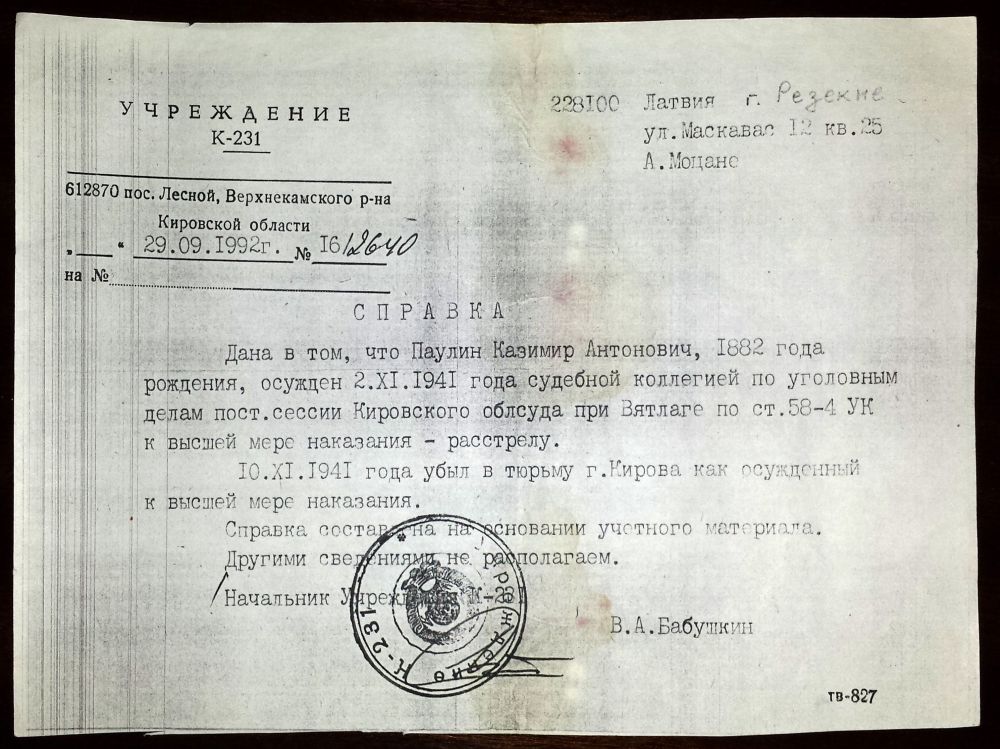 УЧРЕЖДЕНИЕ
К-231
612870 пос. Лесной, Верхнекамского р-на
Кировской области
„ “ 29.09.1992г. № 16/2640
на №
228100 Латвия г. Резекне
ул.Маскавас 12 кв.25
А.Моцане
СПРАВКА
Дана в том, что Паулин Казимир Антонович, 1882 года
рождения, осужден 2.XI.1941 года судебной коллегией по уголовным
делам пост.сессии Кировского облсуда при Вятлаге по ст.58-4 УК
к высшей мере наказания - расстрелу.
10.XI.1941 года убыл в тюрьму г.Кирова как осужденный
к высшей мере наказания.
Справка составлена на основании учетного материала.
Другими сведениями не располагаем.
Начальник Учреждения К-231
В.А.Бабушкин
Учреждение К-231
тв-827